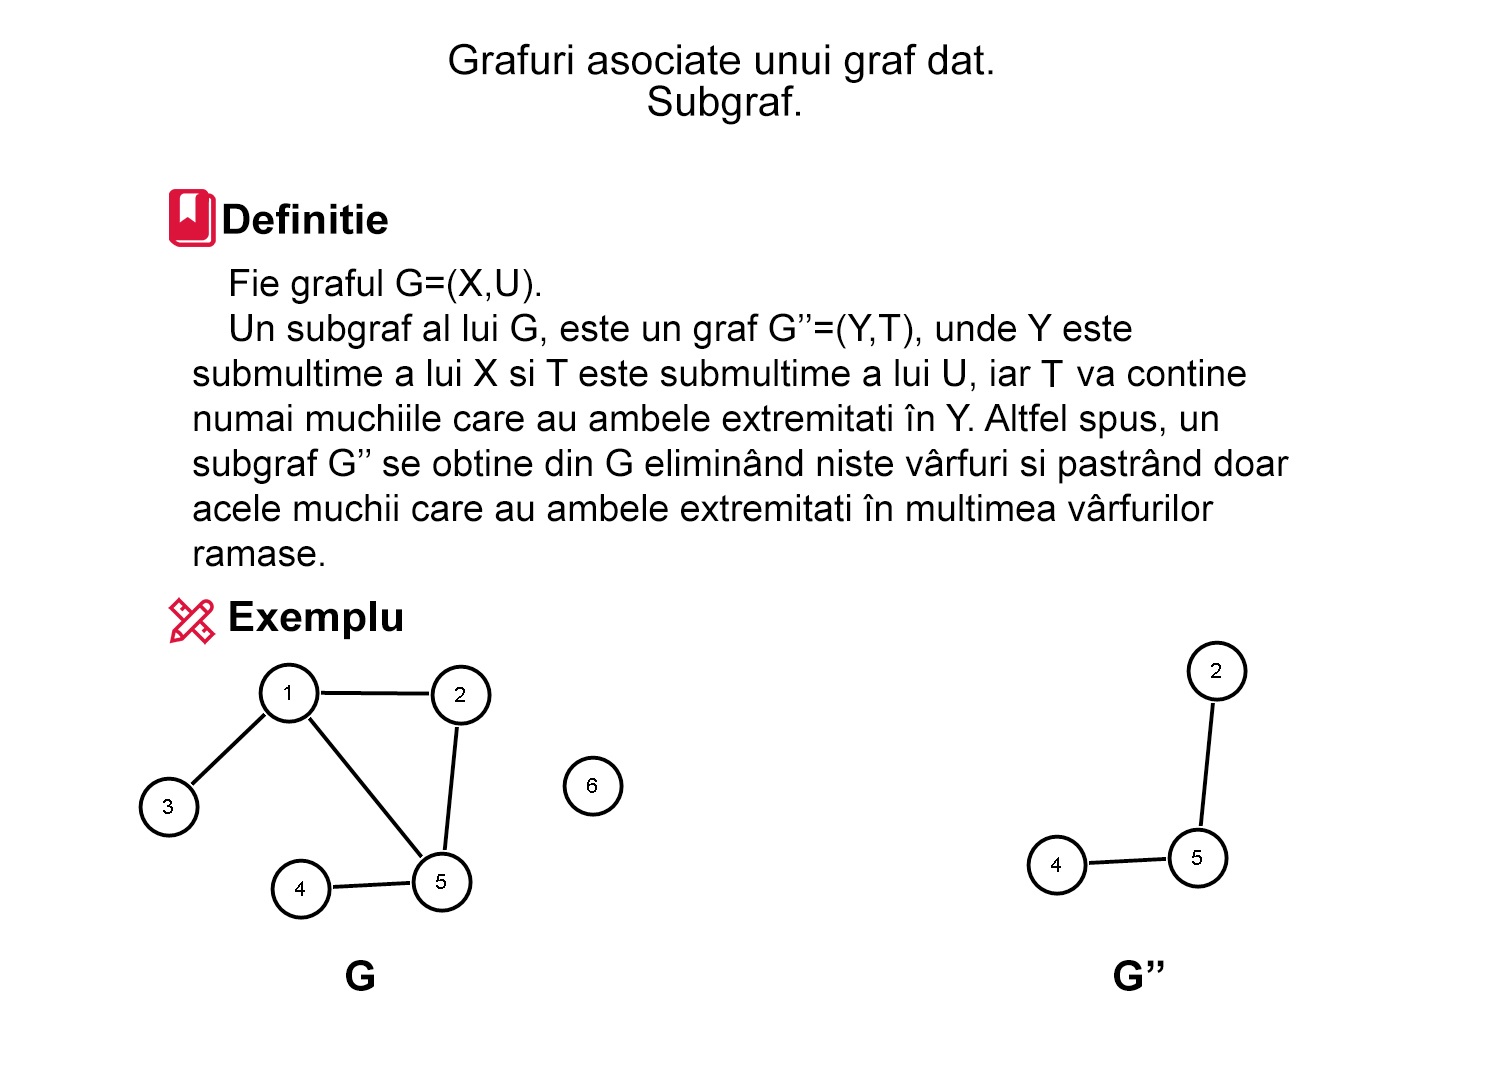 Grafuri asociate unui graf dat.
Subgraf.
Definitie
Fie graful G=(X,U).
Un subgraf al lui G, este un graf G’’=(Y,T), unde Y este
submultime a lui X si T este submultime a lui U, iar T va contine
numai muchiile care au ambele extremitati în Y. Altfel spus, un
subgraf G’’ se obtine din G eliminând niste vârfuri si pastrând doar
acele muchii care au ambele extremitati în multimea vârfurilor
ramase.
Exemplu
1
2
3
6
4
5
G
2
4
5
G’’